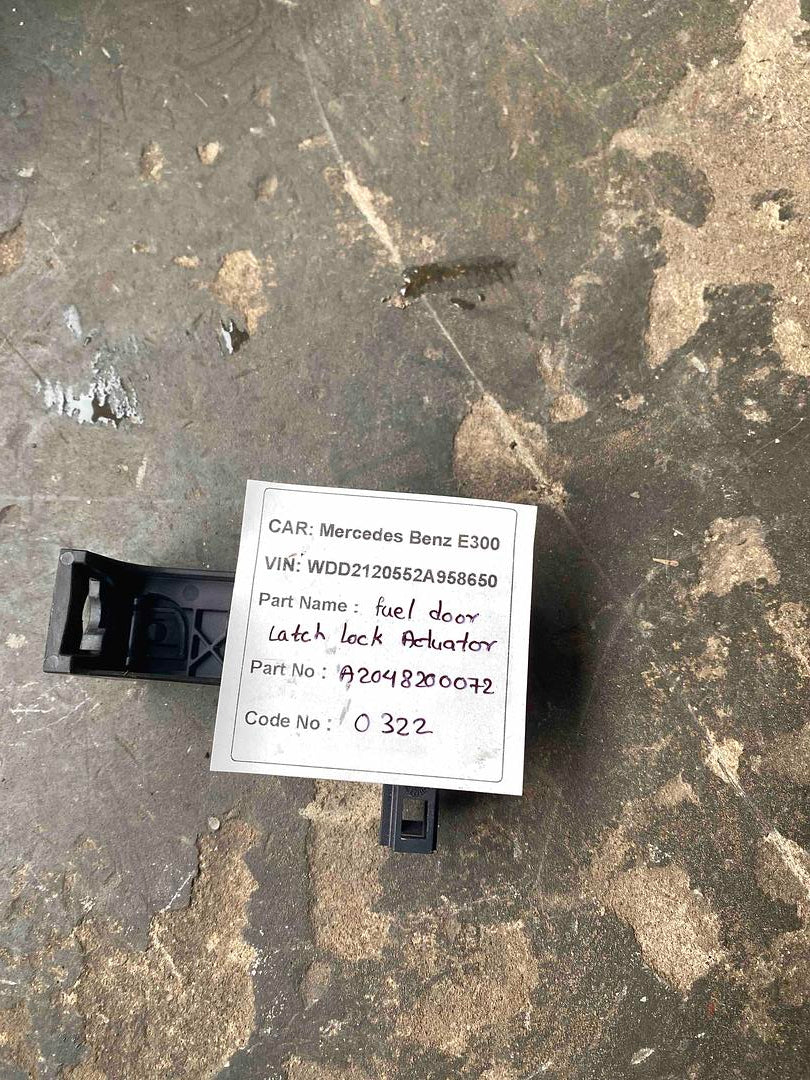 CAR: Mercedes Benz E300
VIN: WDD2120552A958650
Part Name : fuel door
Latch Lock Actuator
Part No : A2048200072
Code No : 0322